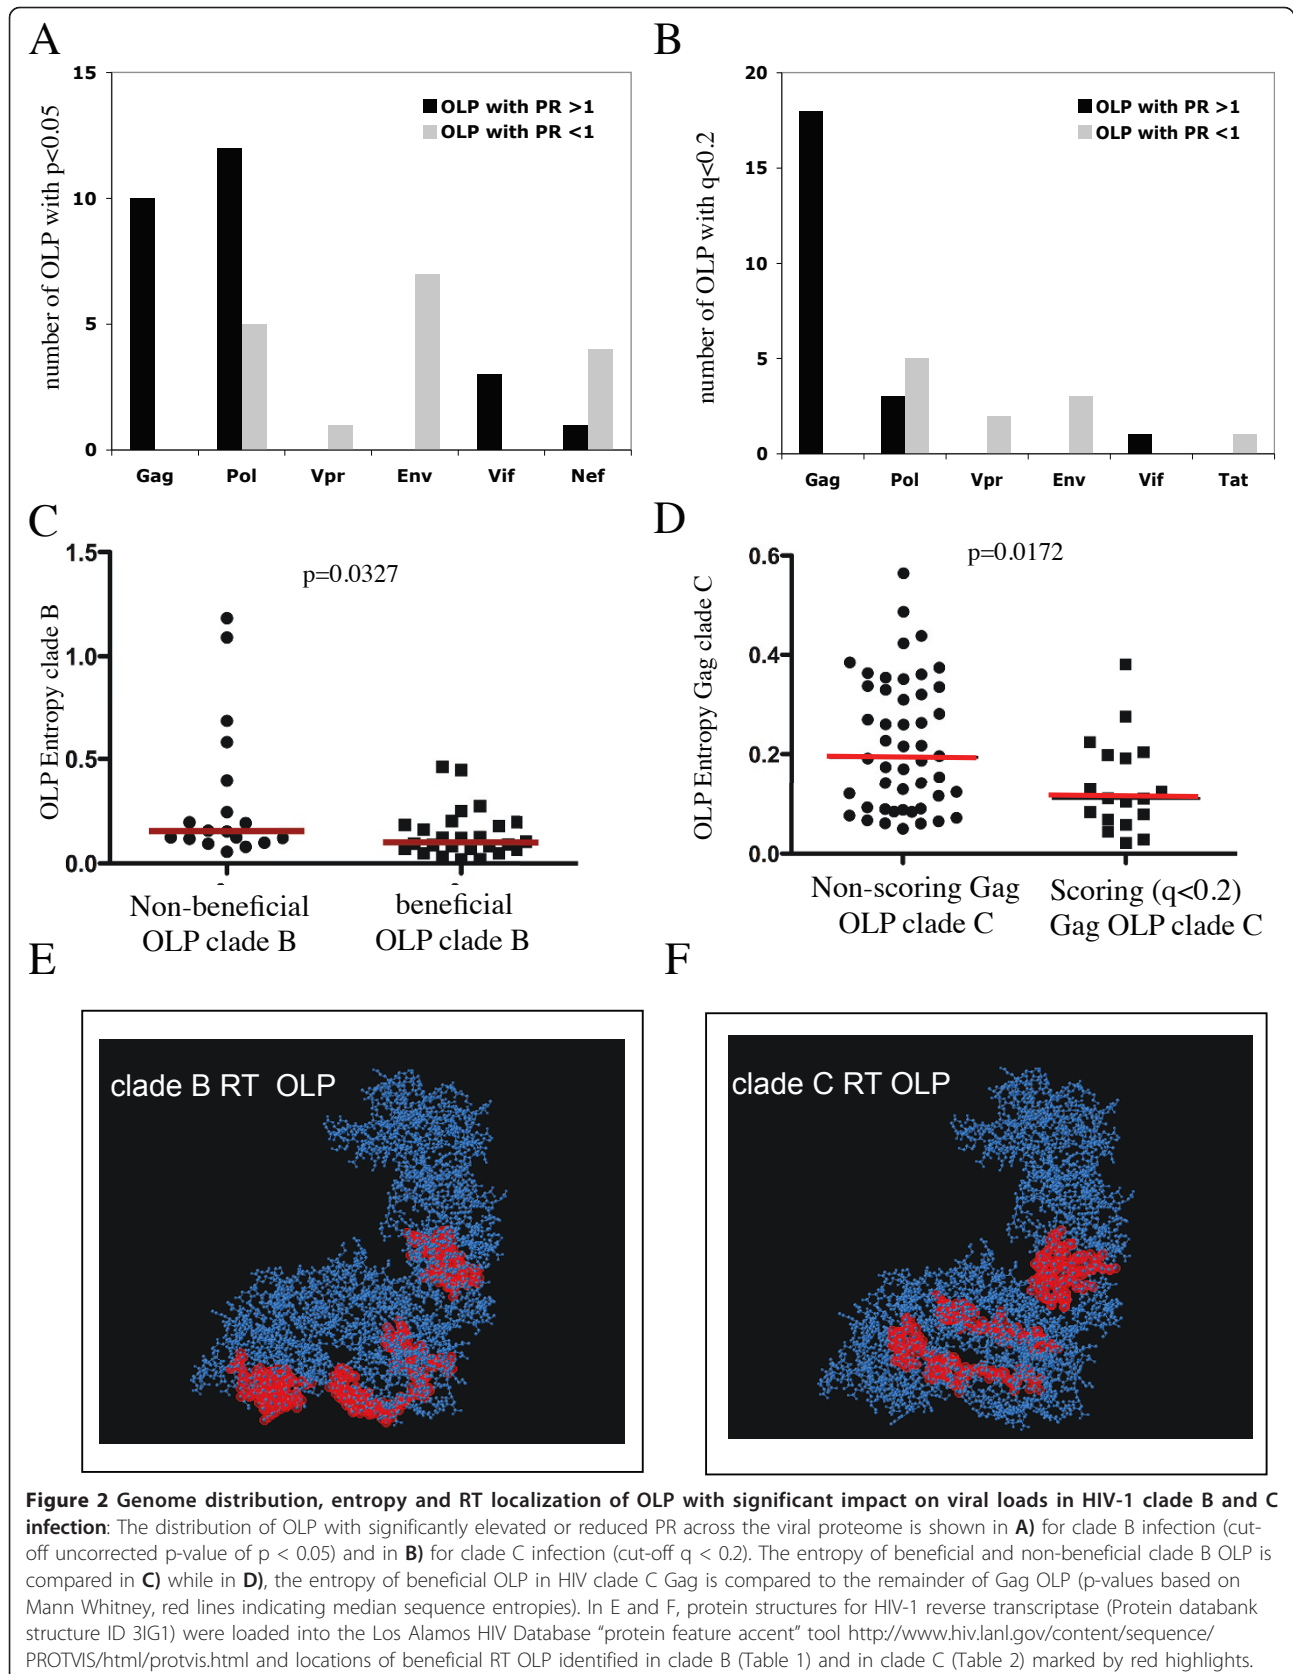 A
15
10
5
0
number of OLP with p<0.05
OLP with PR >1
OLP with PR <1
Gag Pol Vpr Env Vif Nef
B
20
15
10
5
0
number of OLP with q<0.2
OLP with PR >1
OLP with PR <1
Gag Pol Vpr Env Vif Tat
C
1.5
1.0
0.5
0.0
OLP Entropy clade B
p=0.0327
Non-beneficial
OLP clade B
beneficial
OLP clade B
D
0.6
0.4
0.2
0.0
OLP Entropy Gag clade C
p=0.0172
Non-scoring Gag
OLP clade C
Scoring (q<0.2)
Gag OLP clade C
E
clade B RT OLP
F
clade C RT OLP
Figure 2 Genome distribution, entropy and RT localization of OLP with significant impact on viral loads in HIV-1 clade B and C
infection: The distribution of OLP with significantly elevated or reduced PR across the viral proteome is shown in A) for clade B infection (cut-
off uncorrected p-value of p < 0.05) and in B) for clade C infection (cut-off q < 0.2). The entropy of beneficial and non-beneficial clade B OLP is
compared in C) while in D), the entropy of beneficial OLP in HIV clade C Gag is compared to the remainder of Gag OLP (p-values based on
Mann Whitney, red lines indicating median sequence entropies). In E and F, protein structures for HIV-1 reverse transcriptase (Protein databank
structure ID 3IG1) were loaded into the Los Alamos HIV Database “protein feature accent” tool http://www.hiv.lanl.gov/content/sequence/
PROTVIS/html/protvis.html and locations of beneficial RT OLP identified in clade B (Table 1) and in clade C (Table 2) marked by red highlights.